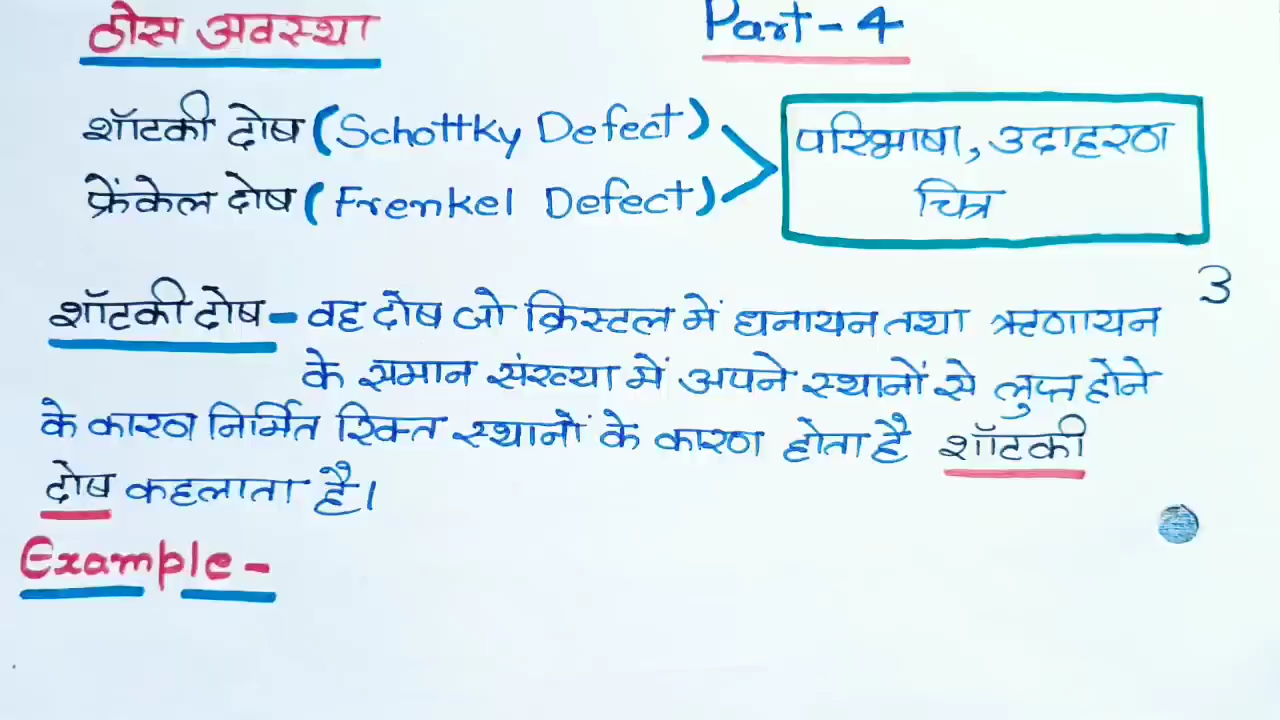 ठोस अवस्था Part-4
शॉटकी दोष (Schottky Defect)
फ्रेंकेल दोष (Frenkel Defect)
परिभाषा, उदाहरण
चित्र
3
शॉटकी दोष - वह दोष जो क्रिस्टल में धनायन तथा ऋणायन
के समान संख्या में अपने स्थानों से लुप्त होने
के कारण निर्मित रिक्त स्थानों के कारण होता है शॉटकी
दोष कहलाता है।
Example -